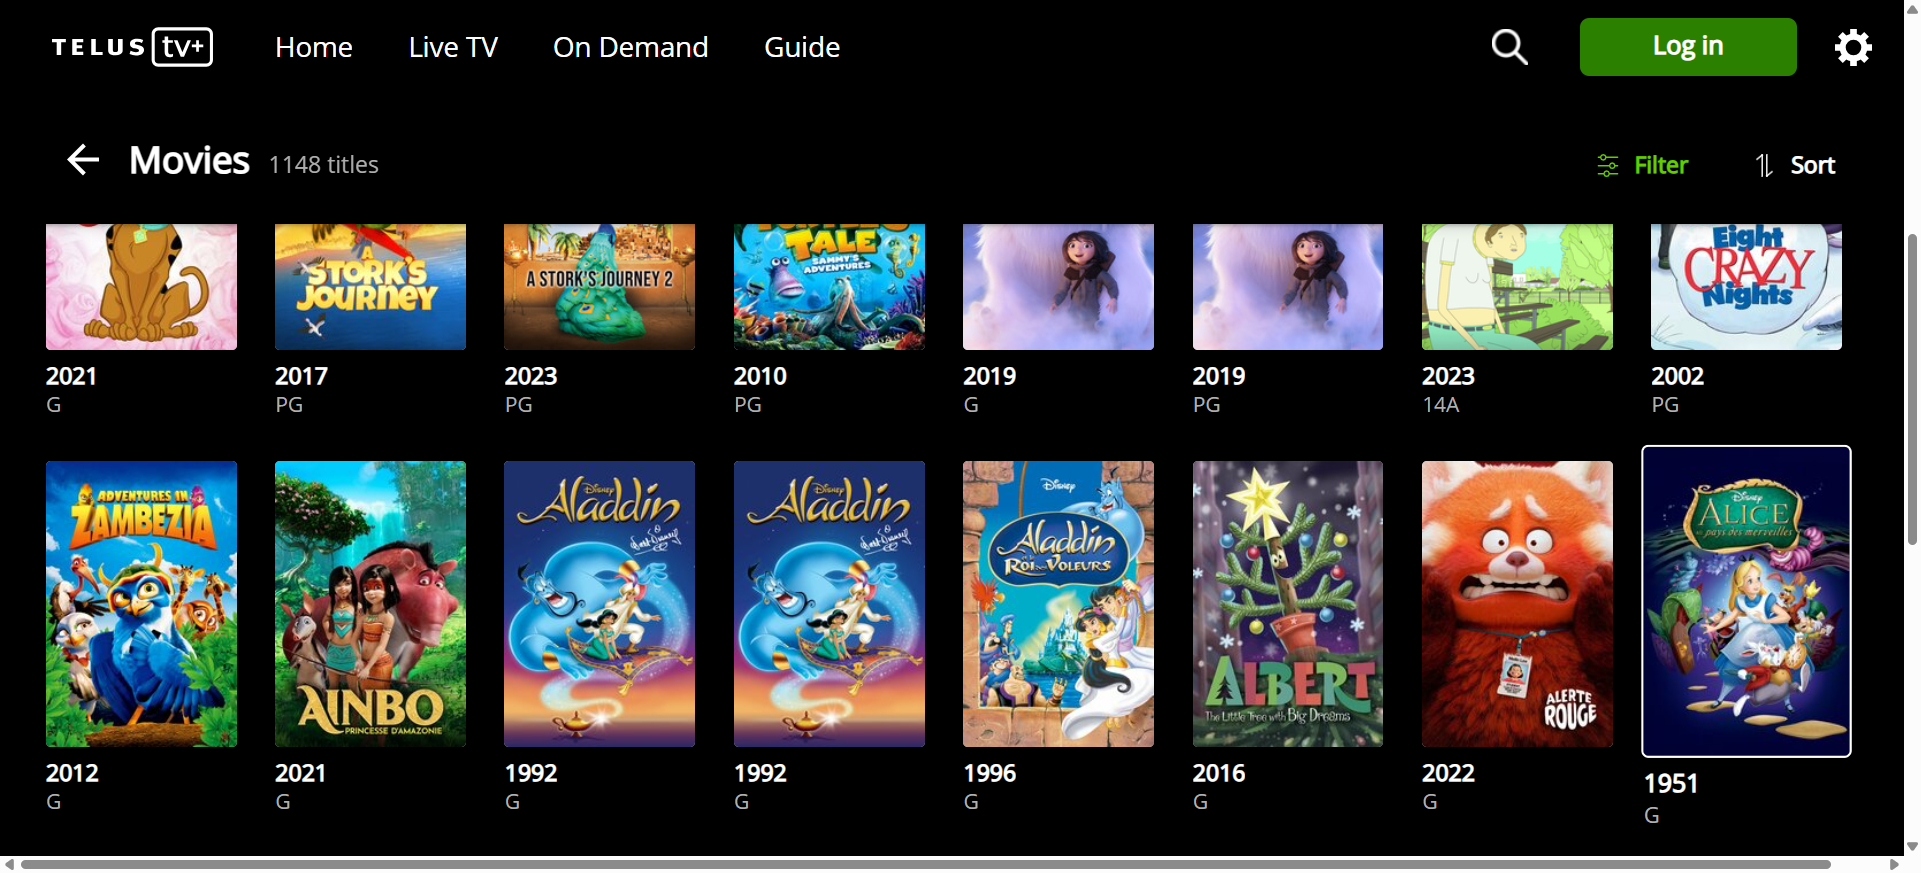 TELUS tv+ Home Live TV On Demand Guide Log in
Movies 1148 titles Filter Sort
A
STORK'S
JOURNEY
A STORK'S JOURNEY 2
TALE
SAMMY'S
ADVENTURES
Eight
CRAZY
Nights
2021 2017 2023 2010 2019 2019 2023 2002
G PG PG PG G PG 14A PG
ADVENTURES IN
ZAMBEZIA
AINBO
PRINCESSE D'AMAZONIE
Disney
Aladdin
Walt Disney
Disney
Aladdin
Walt Disney
Disney
Aladdin
ET LE
ROI DES VOLEURS
ALBERT
The Little Tree with Big Dreams
ALERTE
ROUGE
Disney
ALICE
au pays des merveilles
2012 2021 1992 1992 1996 2016 2022 1951
G G G G G G G G